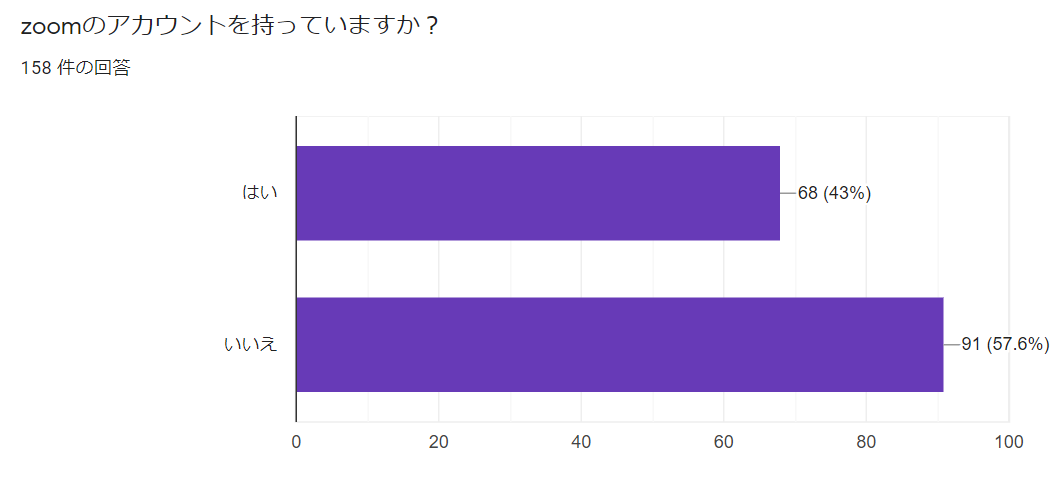 zoomのアカウントを持っていますか？
158 件の回答
はい
68 (43%)
いいえ
91 (57.6%)
0 20 40 60 80 100